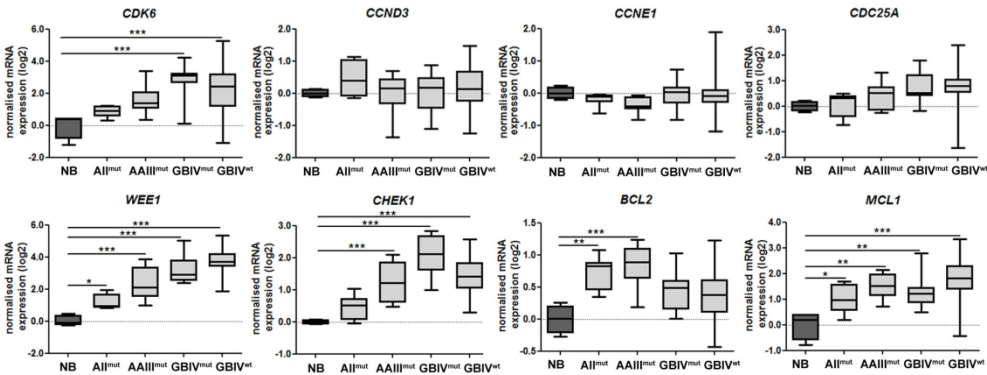 CDK6
normalised mRNA
expression (log2)
6.0
4.0
2.0
0.0
-2.0
***
***
NB AIImut AAIIImut GBIVmut GBIVwt
CCND3
normalised mRNA
expression (log2)
2.0
1.0
0.0
-1.0
-2.0
NB AIImut AAIIImut GBIVmut GBIVwt
CCNE1
normalised mRNA
expression (log2)
2.0
1.0
0.0
-1.0
-2.0
NB AIImut AAIIImut GBIVmut GBIVwt
CDC25A
normalised mRNA
expression (log2)
3.0
2.0
1.0
0.0
-1.0
-2.0
NB AIImut AAIIImut GBIVmut GBIVwt
WEE1
normalised mRNA
expression (log2)
6.0
4.0
2.0
0.0
-2.0
***
***
***
*
NB AIImut AAIIImut GBIVmut GBIVwt
CHEK1
normalised mRNA
expression (log2)
3.0
2.0
1.0
0.0
-1.0
***
***
***
NB AIImut AAIIImut GBIVmut GBIVwt
BCL2
normalised mRNA
expression (log2)
1.5
1.0
0.5
0.0
-0.5
***
**
NB AIImut AAIIImut GBIVmut GBIVwt
MCL1
normalised mRNA
expression (log2)
4.0
3.0
2.0
1.0
0.0
-1.0
***
**
**
*
NB AIImut AAIIImut GBIVmut GBIVwt